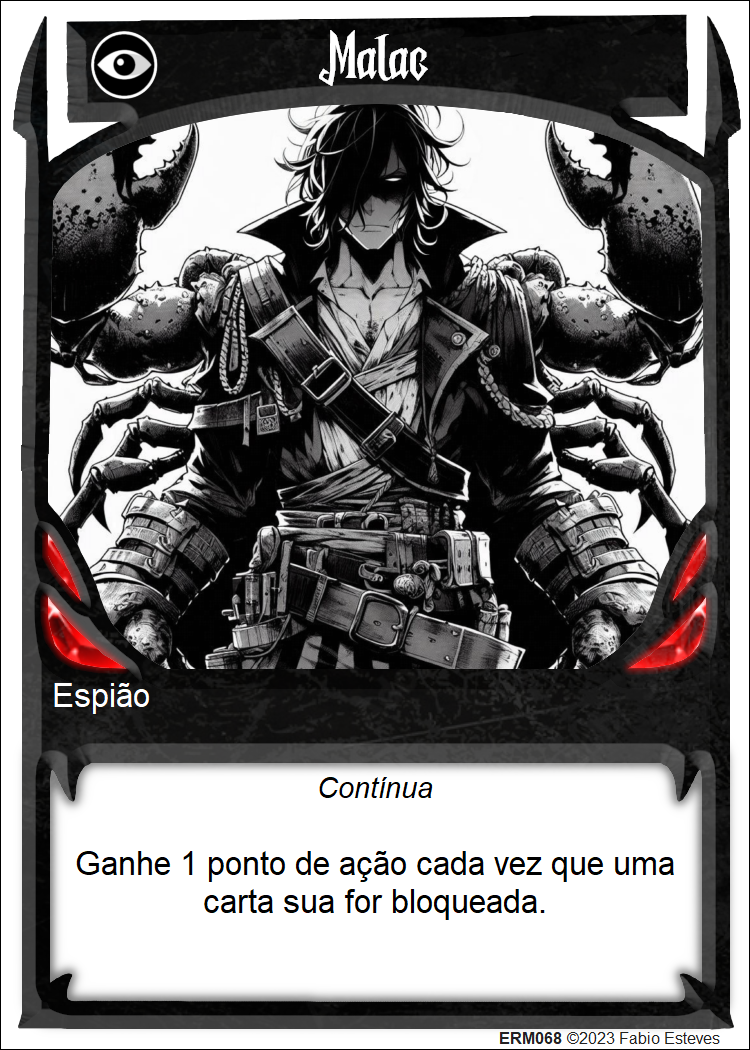 Malac
Espião
Contínua
Ganhe 1 ponto de ação cada vez que uma
carta sua for bloqueada.
ERM068 ©2023 Fabio Esteves